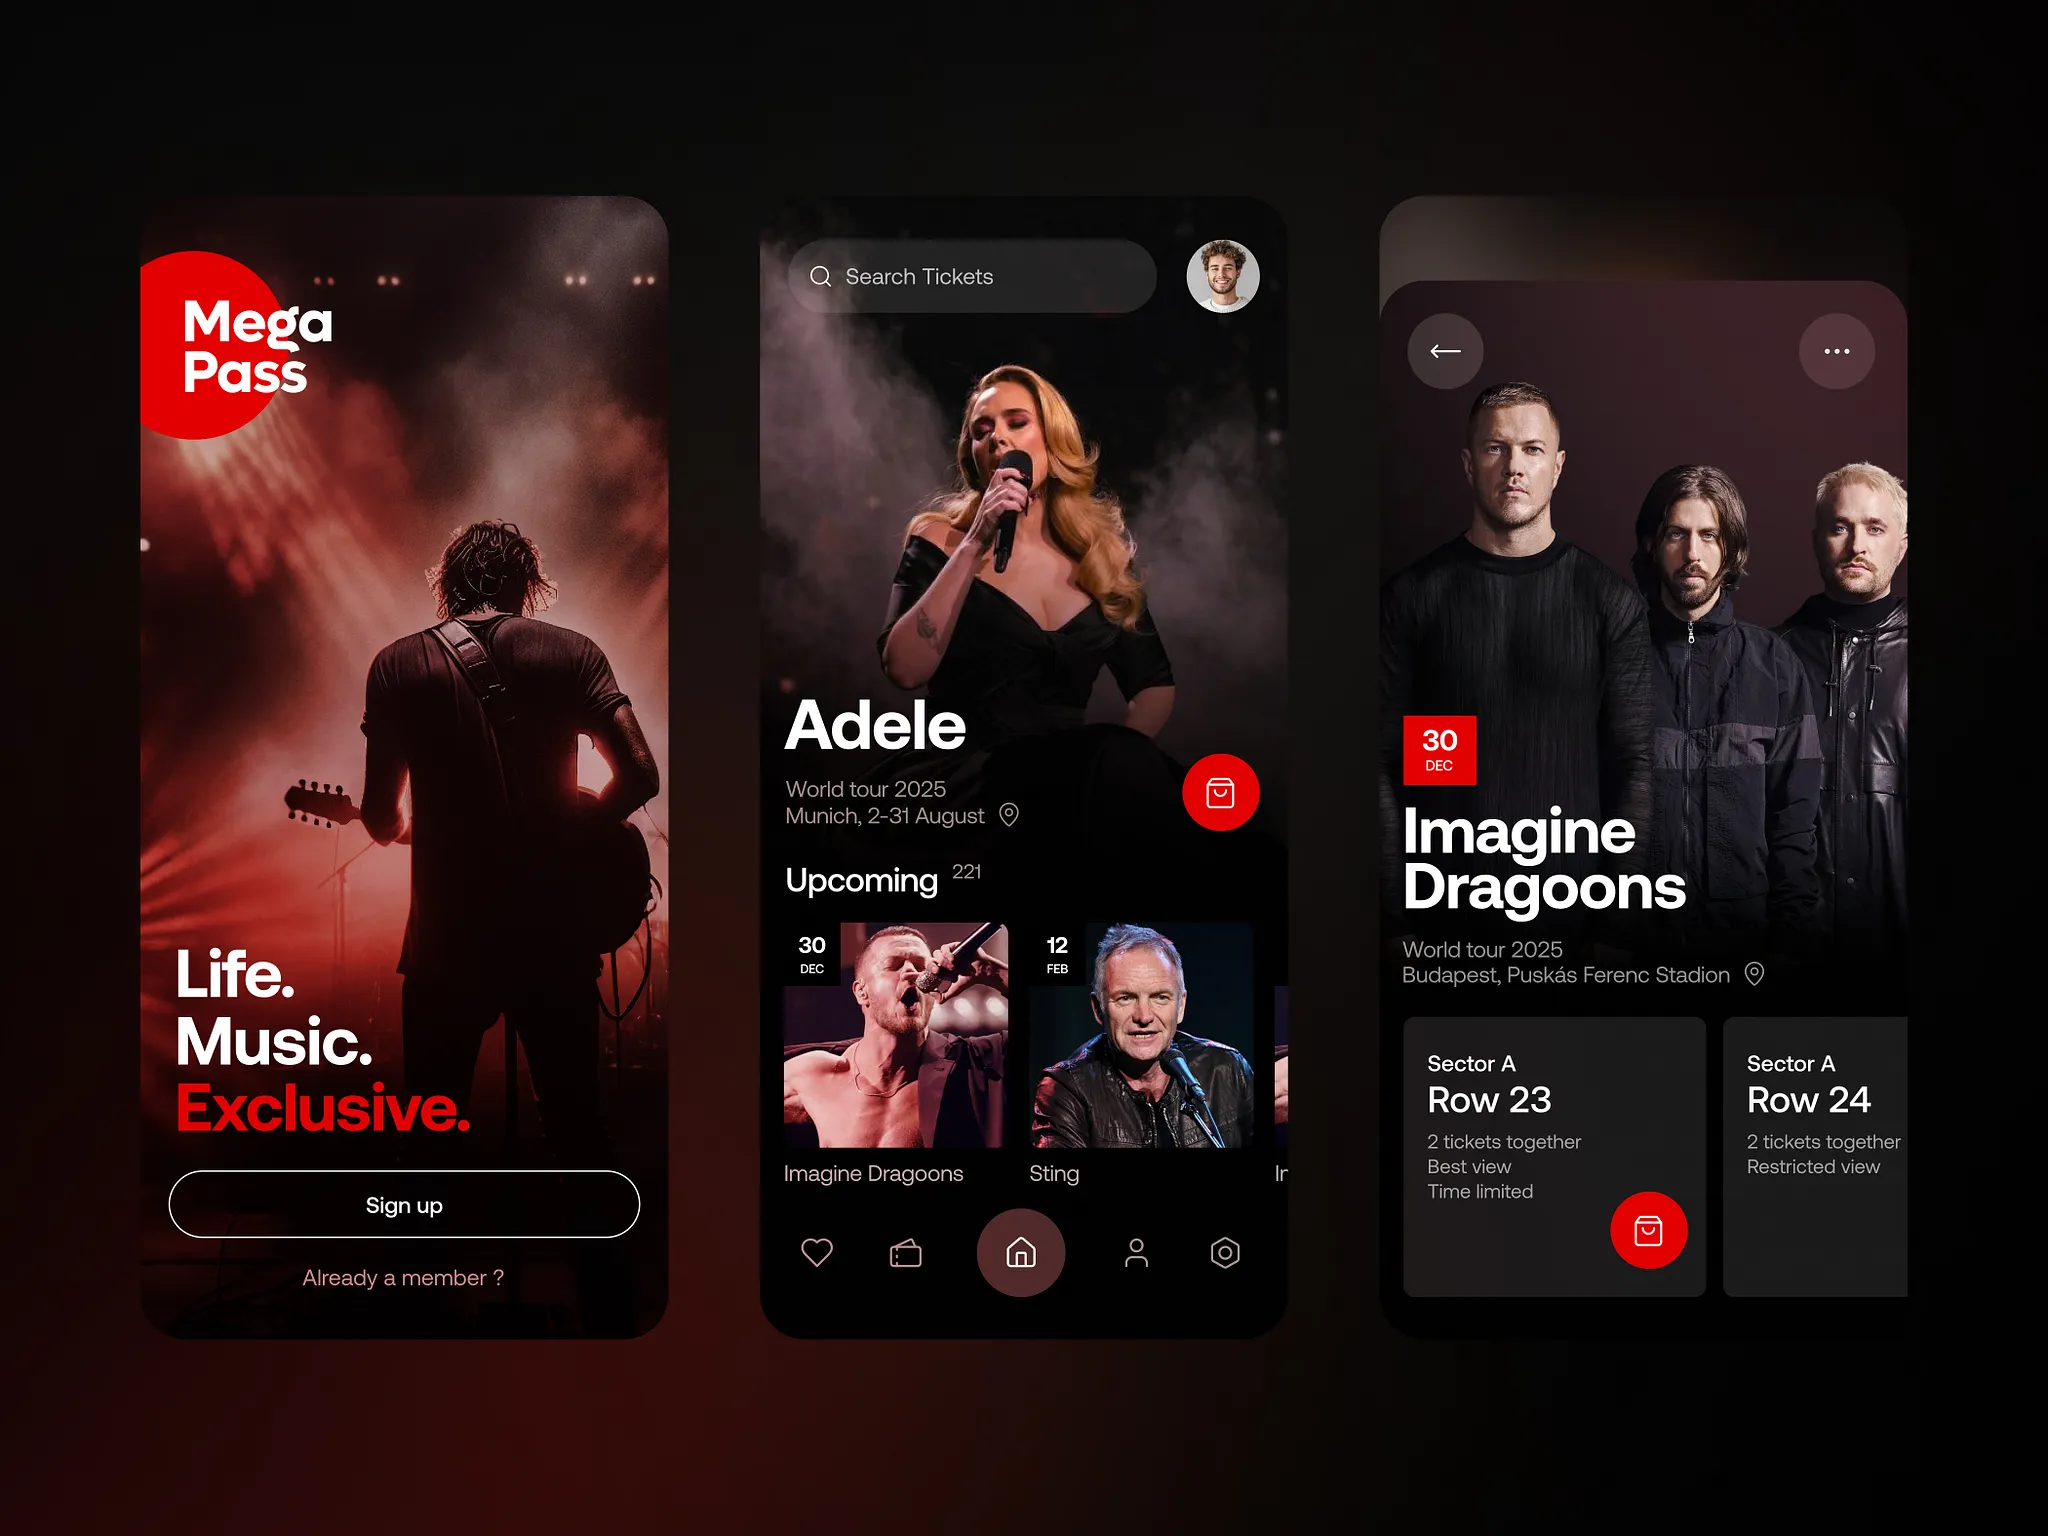 Mega
Pass
Life.
Music.
Exclusive.
Sign up
Already a member ?
Search Tickets
Adele
World tour 2025
Munich, 2-31 August
Upcoming 221
30
DEC
12
FEB
Imagine Dragoons
Sting
30
DEC
Imagine
Dragoons
World tour 2025
Budapest, Puskás Ferenc Stadion
Sector A
Row 23
2 tickets together
Best view
Time limited
Sector A
Row 24
2 tickets together
Restricted view